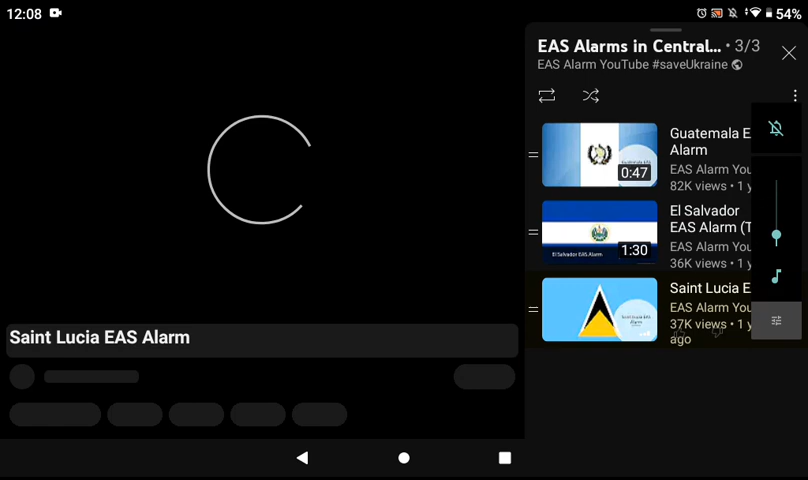 12:08
54%
EAS Alarms in Central... • 3/3
EAS Alarm YouTube #saveUkraine
Guatemala E
Alarm
EAS Alarm You
82K views • 1 y
0:47
El Salvador
EAS Alarm (T
EAS Alarm You
36K views • 1 y
El Salvador EAS Alarm
1:30
Saint Lucia E
EAS Alarm You
37K views • 1 y
ago
Saint Lucia EAS Alarm